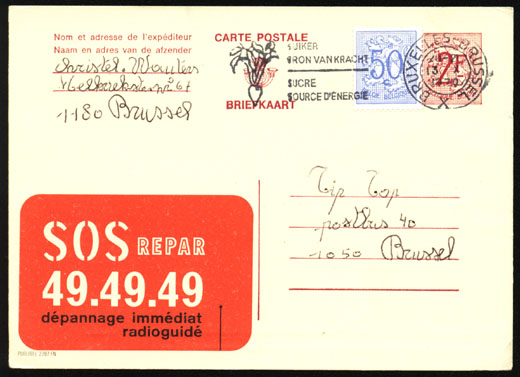 Nom et adresse de l'expéditeur
Naam en adres van de afzender
Christel Wauters
67
1180 Brussel
CARTE POSTALE
BRIEFKAART
SUIKER
BRON VAN KRACHT
SUCRE
SOURCE D'ÉNERGIE
50
c
2F
BRUXELLES-BRUSSEL
Tip Top
postbus 40
1050 Brussel
SOS REPAR
49.49.49
dépannage immédiat
radioguidé